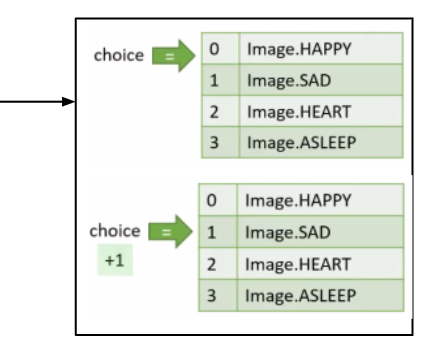 choice = 0 Image.HAPPY
1 Image.SAD
2 Image.HEART
3 Image.ASLEEP
0 Image.HAPPY
choice = 1 Image.SAD
+1 2 Image.HEART
3 Image.ASLEEP